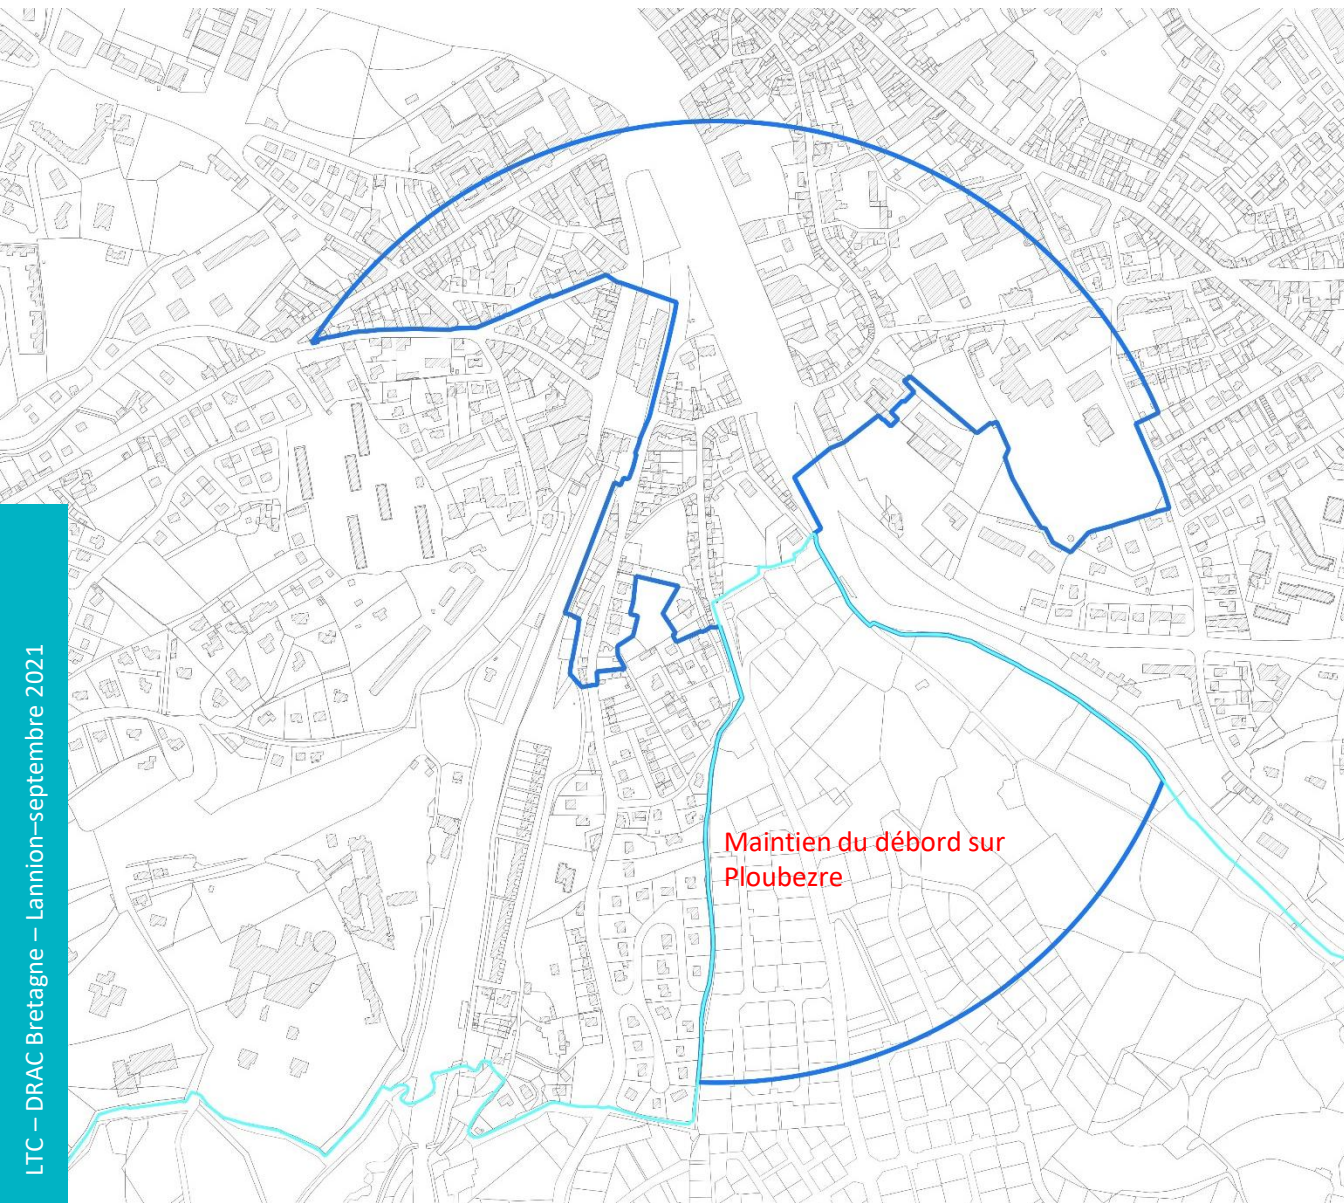 LTC – DRAC Bretagne – Lannion–septembre 2021
Maintien du débord sur
Ploubezre